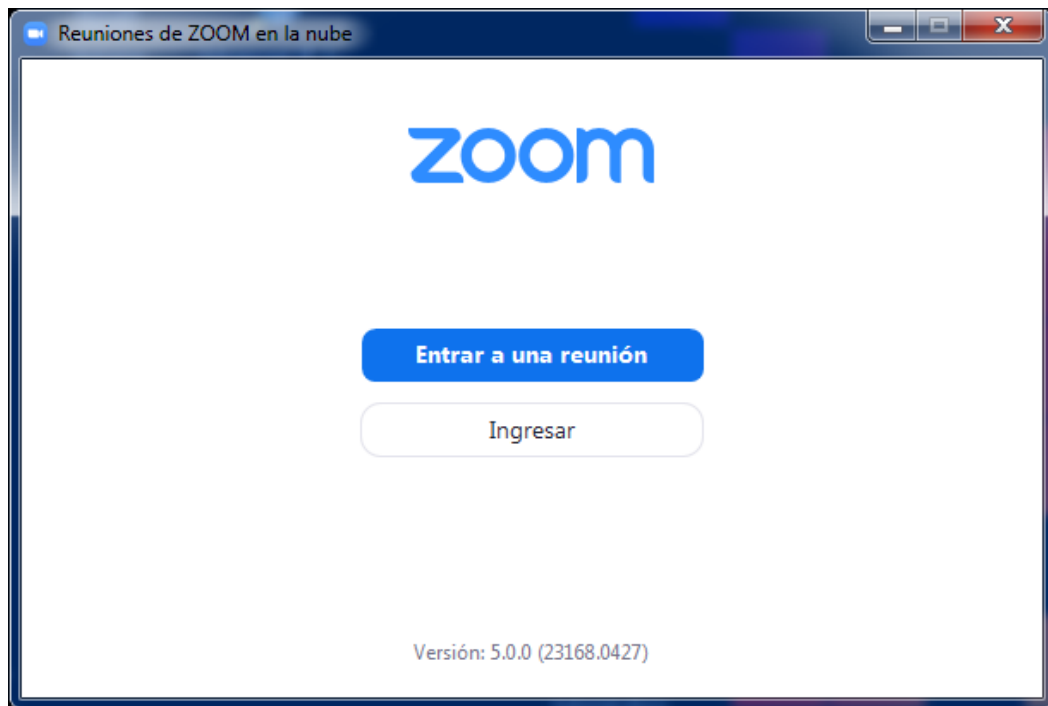 Reuniones de ZOOM en la nube
zoom
Entrar a una reunión
Ingresar
Versión: 5.0.0 (23168.0427)